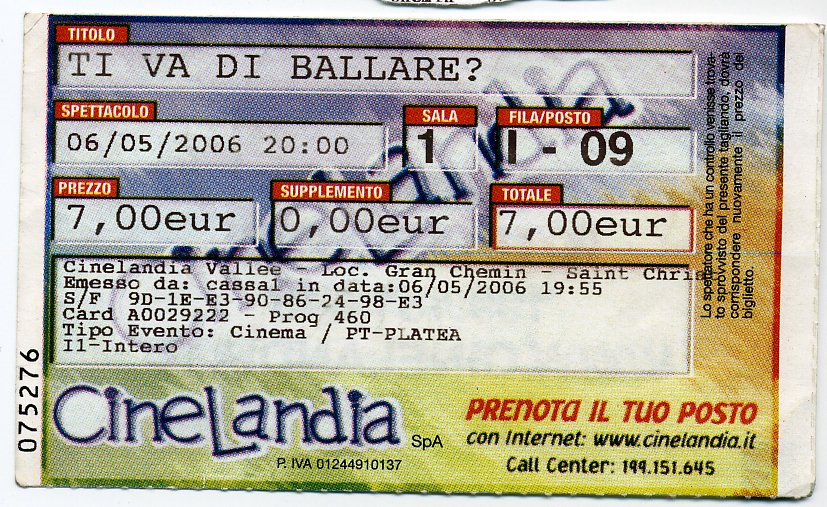 TITOLO
TI VA DI BALLARE?
SPETTACOLO
06/05/2006 20:00
SALA
1
FILA/POSTO
I - 09
PREZZO
7,00eur
SUPPLEMENTO
0,00eur
TOTALE
7,00eur
Cinelandia Vallee - Loc. Gran Chemin - Saint Chris
Emesso da: cassa1 in data:06/05/2006 19:55
S/F 9D-1E-E3-90-86-24-98-E3
Card A0029222 - Prog 460
Tipo Evento: Cinema / PT-PLATEA
I1-Intero
Lo spettatore che ha un controllo venisse trova-
to sprovvisto del presente tagliando, dovrà
corrispondere nuovamente il prezzo del
biglietto.
075276
Cinelandia SpA
P. IVA 01244910137
PRENOTA IL TUO POSTO
con Internet: www.cinelandia.it
Call Center: 199.151.645
Cinelandia